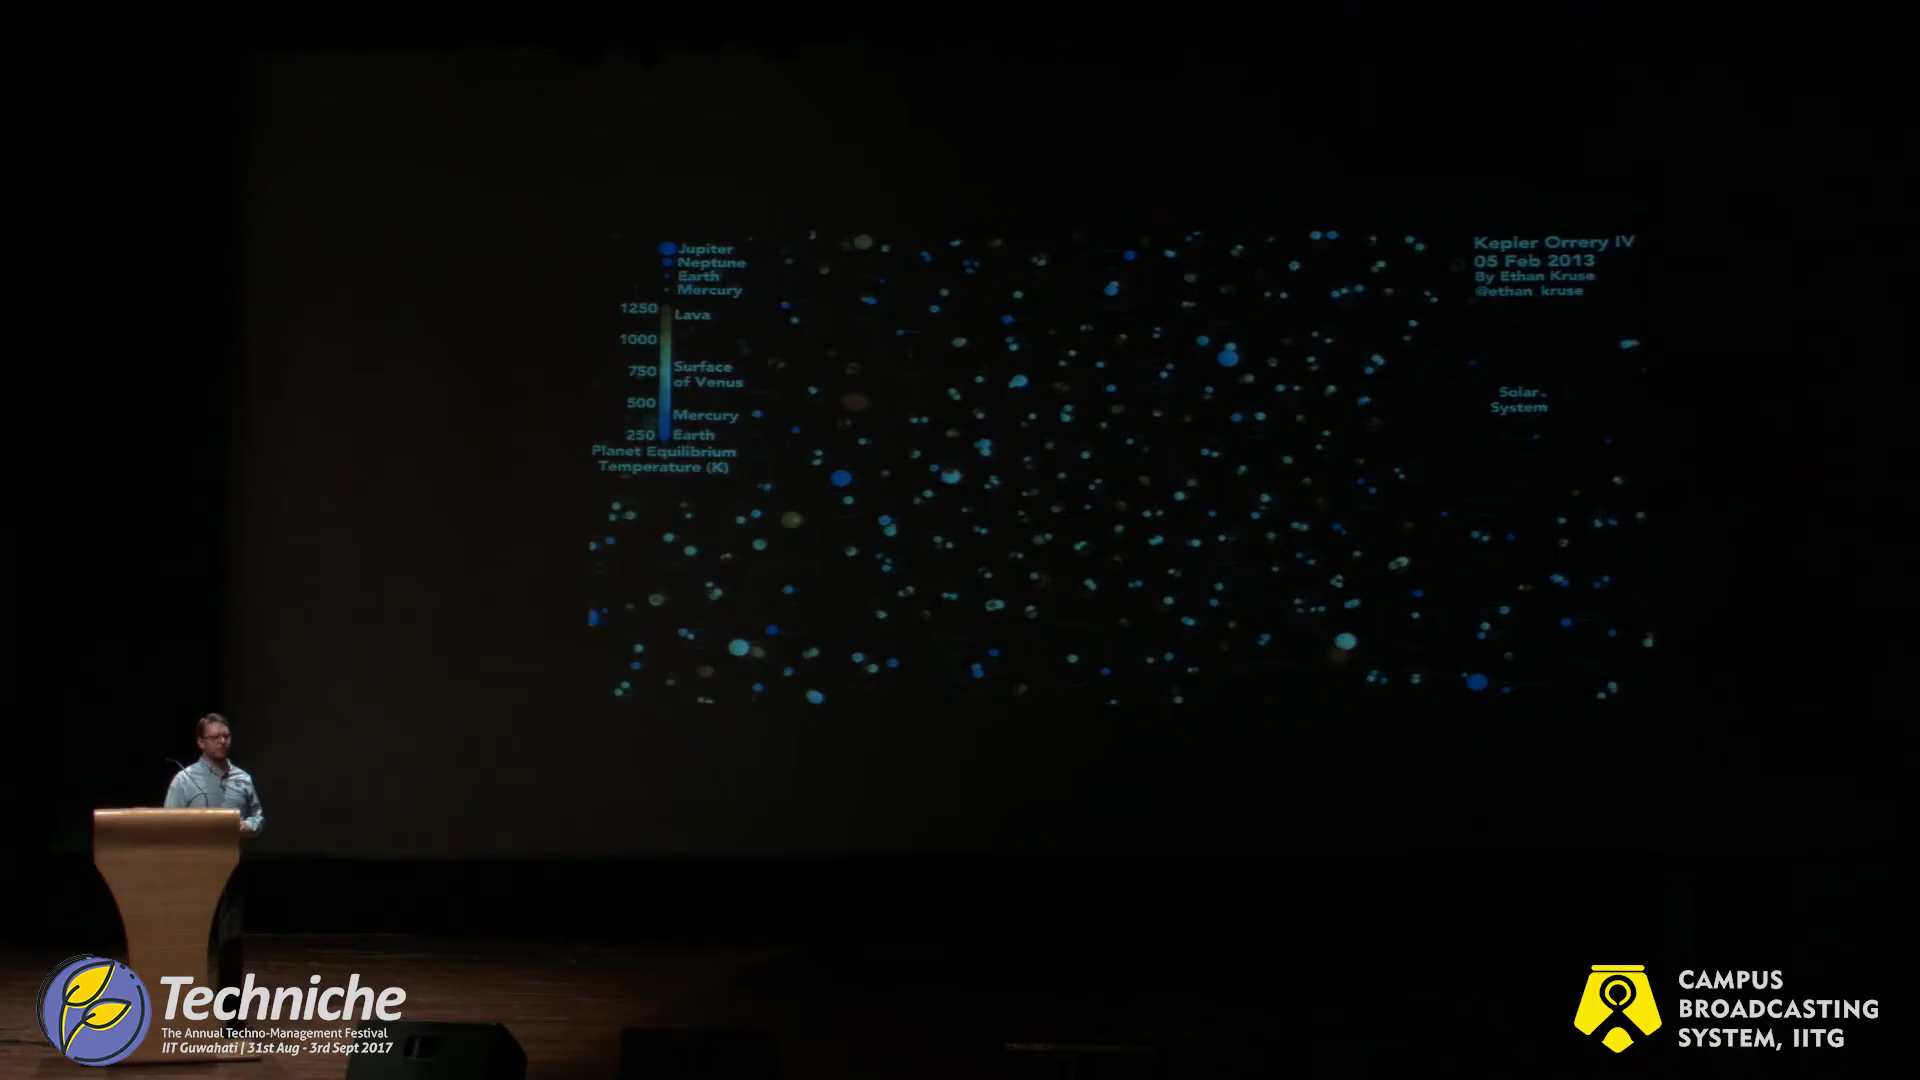 Jupiter
Neptune
Earth
Mercury
1250
Lava
1000
750
Surface
of Venus
500
Mercury
250
Earth
Planet Equilibrium
Temperature (K)
Kepler Orrery IV
05 Feb 2013
By Ethan Kruse
@ethan_kruse
Solar
System
Techniche
The Annual Techno-Management Festival
IIT Guwahati | 31st Aug - 3rd Sept 2017
CAMPUS
BROADCASTING
SYSTEM, IITG